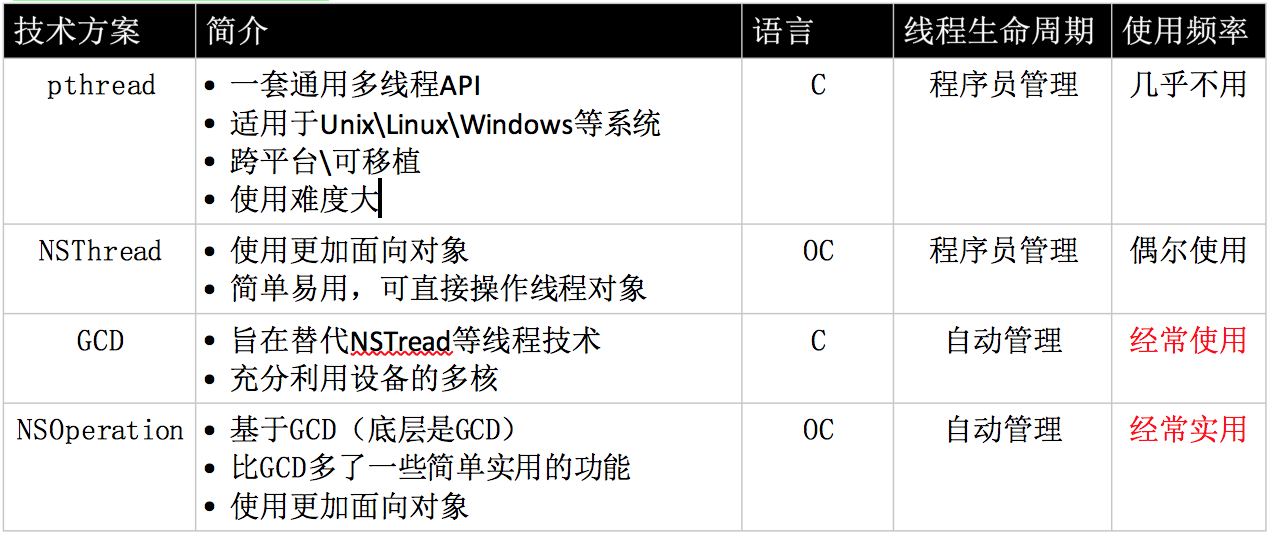 技术方案 简介 语言 线程生命周期 使用频率
pthread • 一套通用多线程API C 程序员管理 几乎不用
• 适用于Unix\Linux\Windows等系统
• 跨平台\可移植
• 使用难度大
NSThread • 使用更加面向对象 OC 程序员管理 偶尔使用
• 简单易用，可直接操作线程对象
GCD • 旨在替代NSTread等线程技术 C 自动管理 经常使用
• 充分利用设备的多核
NSOperation • 基于GCD（底层是GCD） OC 自动管理 经常实用
• 比GCD多了一些简单实用的功能
• 使用更加面向对象